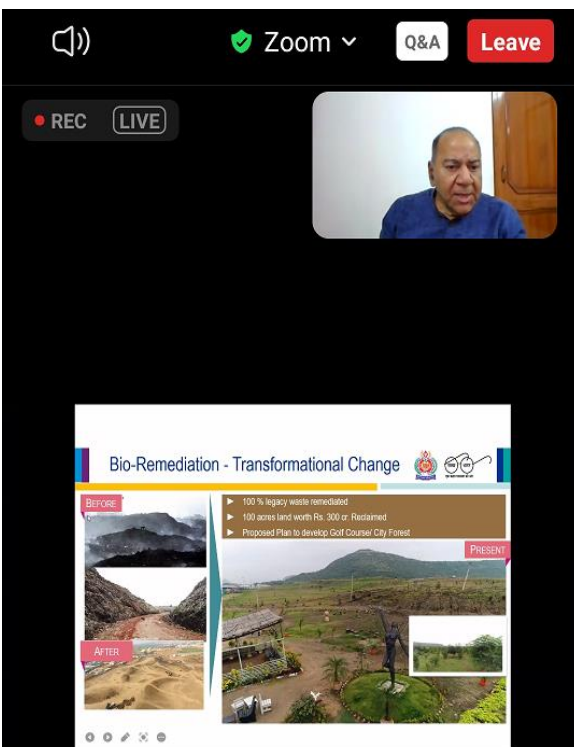 Zoom
Q&A
Leave
REC LIVE
Bio-Remediation - Transformational Change
BEFORE
100 % legacy waste remediated
100 acres land worth Rs. 300 cr. Reclaimed
Proposed Plan to develop Golf Course/ City Forest
PRESENT
AFTER